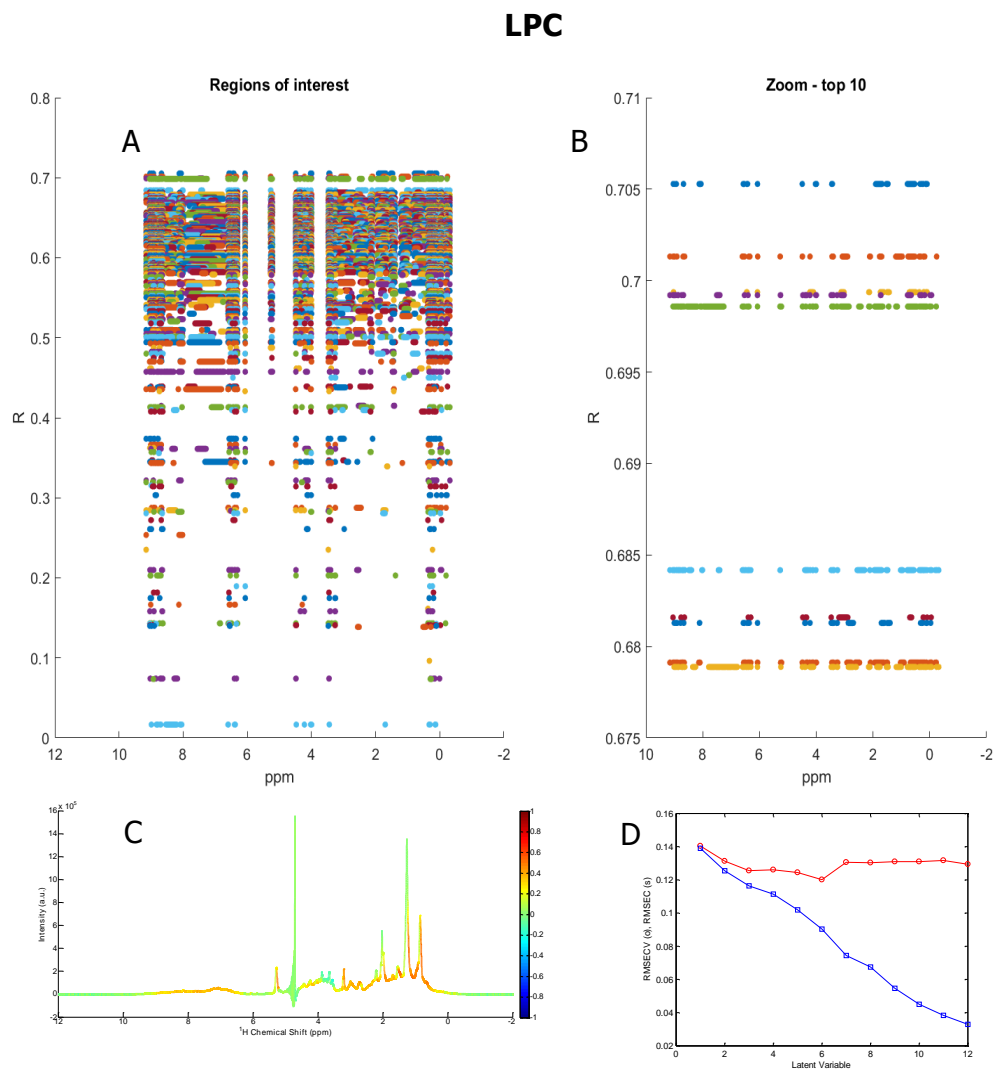 LPC
Regions of interest
A
0.8
0.7
0.6
0.5
0.4
0.3
0.2
0.1
0
R
12 10 8 6 4 2 0 -2
ppm
Zoom - top 10
B
0.71
0.705
0.7
0.695
0.69
0.685
0.68
0.675
R
10 8 6 4 2 0 -2
ppm
C
x 10⁵
16
14
12
10
8
6
4
2
0
-2
Intensity (a.u.)
-12 10 8 6 4 2 0 -2
¹H Chemical Shift (ppm)
1
0.8
0.6
0.4
0.2
0
-0.2
-0.4
-0.6
-0.8
-1
D
0.16
0.14
0.12
0.1
0.08
0.06
0.04
0.02
RMSECV (o), RMSEC (s)
0 2 4 6 8 10 12
Latent Variable